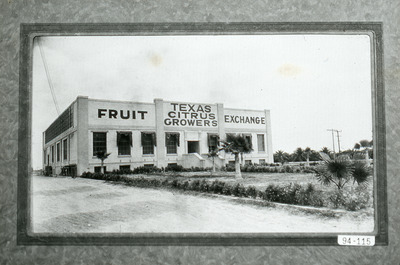 FRUIT
TEXAS
CITRUS
GROWERS
EXCHANGE
94-115